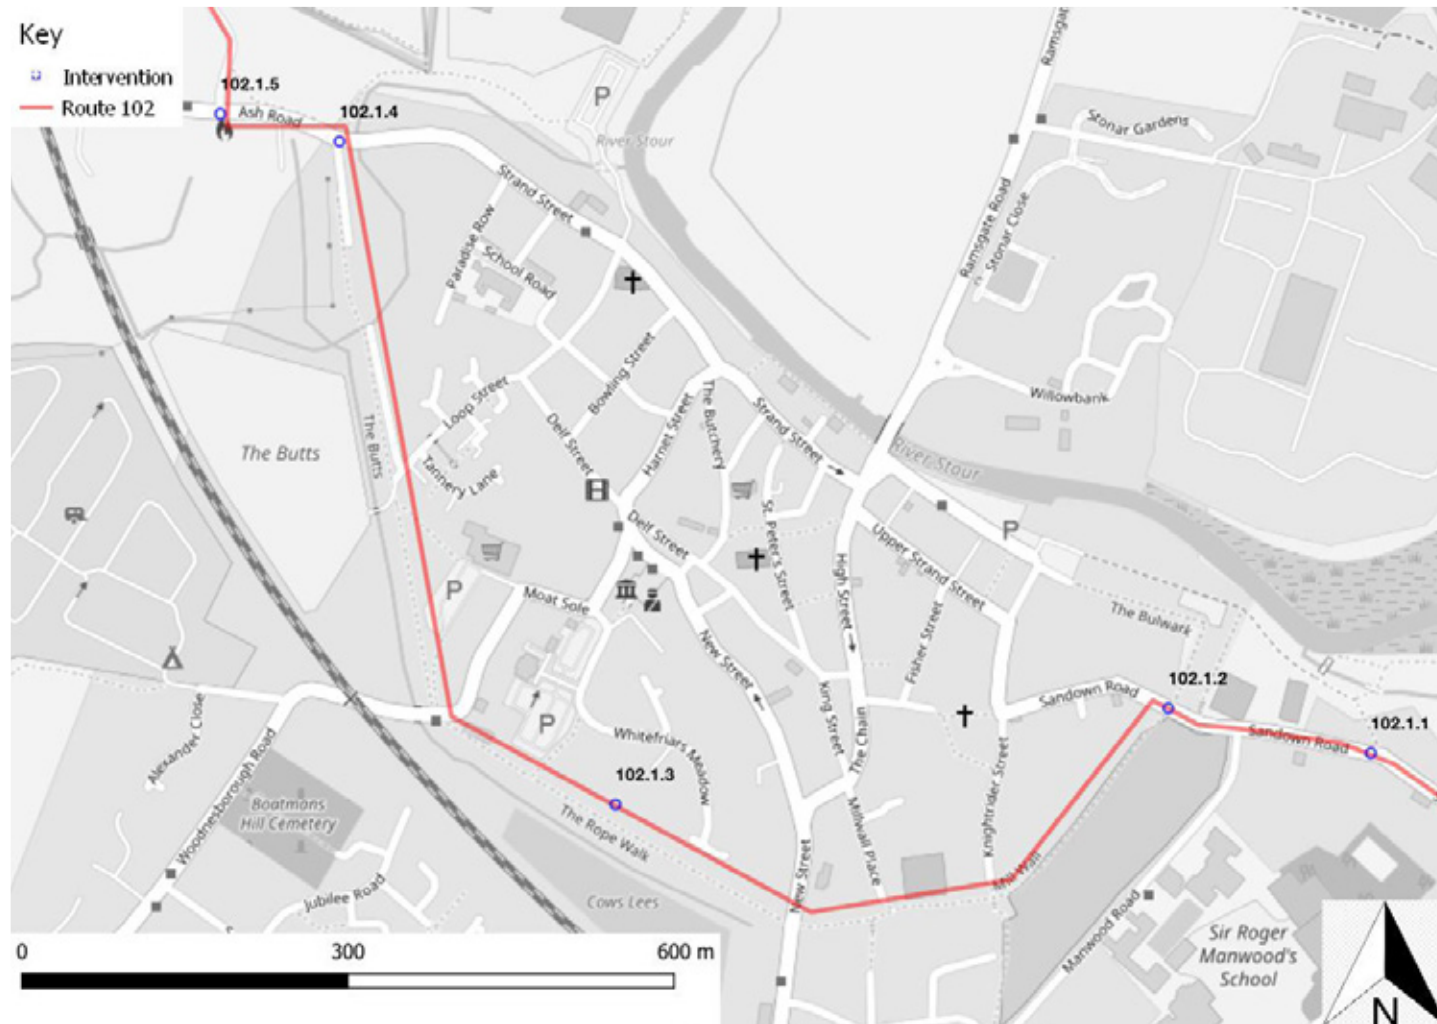 Key
Intervention
Route 102
102.1.5
102.1.4
Ash Road
P
River Stour
Stonar Gardens
Strand Street
Ramsgate Road
Stonar Close
Paradise Row
School Road
Bowling Street
Willowbank
Loop Street
Harnet Street
The Butchery
Strand Street
Delf Street
The Butts
The Butts
Tannery Lane
River Stour
St. Peter's Street
Delf Street
P
Upper Strand Street
High Street
P
Moat Sole
The Bulwark
Fisher Street
New Street
102.1.2
Sandown Road
King Street
The Chain
102.1.1
Sandown Road
P
Whitefriars Meadow
Alexander Close
Woodnesborough Road
102.1.3
Knightrider Street
Boatmans
Hill Cemetery
The Rope Walk
Millwall Place
Mill Wall
New Street
Jubilee Road
Cows Lees
Manwood Road
Sir Roger
Manwood's
School
0 300 600 m
N